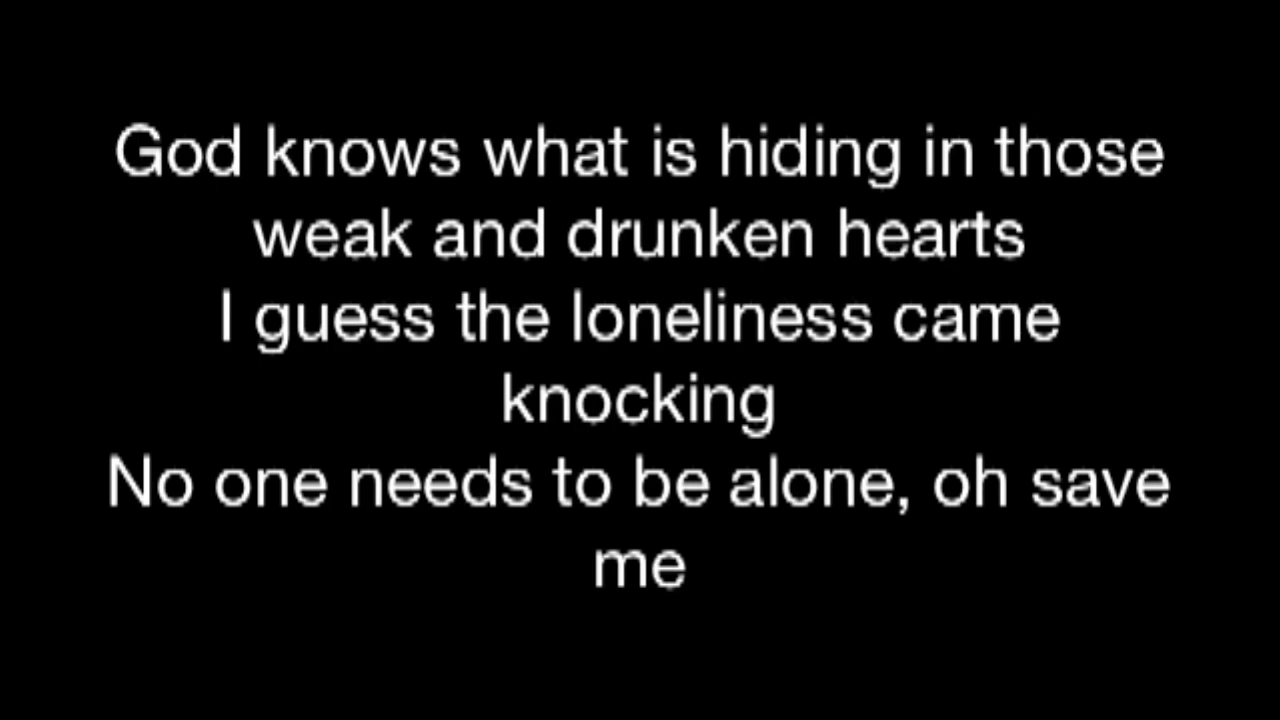 God knows what is hiding in those
weak and drunken hearts
I guess the loneliness came
knocking
No one needs to be alone, oh save
me